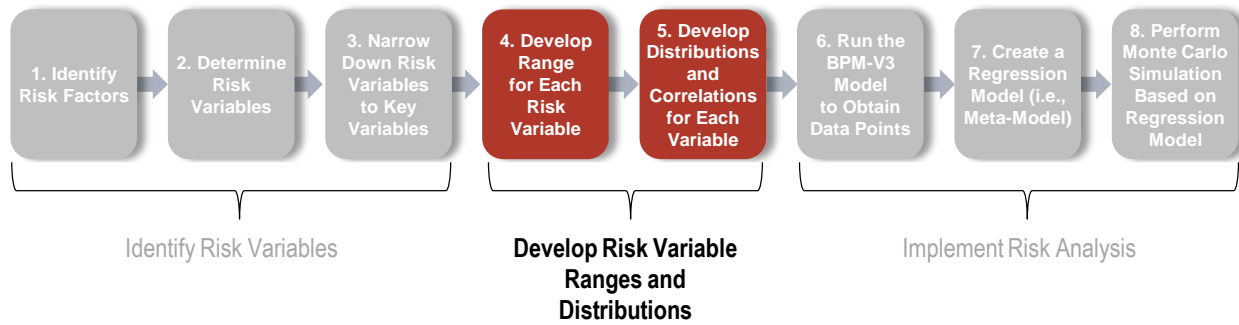 1. Identify
Risk Factors
2. Determine
Risk
Variables
3. Narrow
Down Risk
Variables
to Key
Variables
4. Develop
Range
for Each
Risk
Variable
5. Develop
Distributions
and
Correlations
for Each
Variable
6. Run the
BPM-V3
Model
to Obtain
Data Points
7. Create a
Regression
Model (i.e.,
Meta-Model)
8. Perform
Monte Carlo
Simulation
Based on
Regression
Model
Identify Risk Variables
Develop Risk Variable
Ranges and
Distributions
Implement Risk Analysis